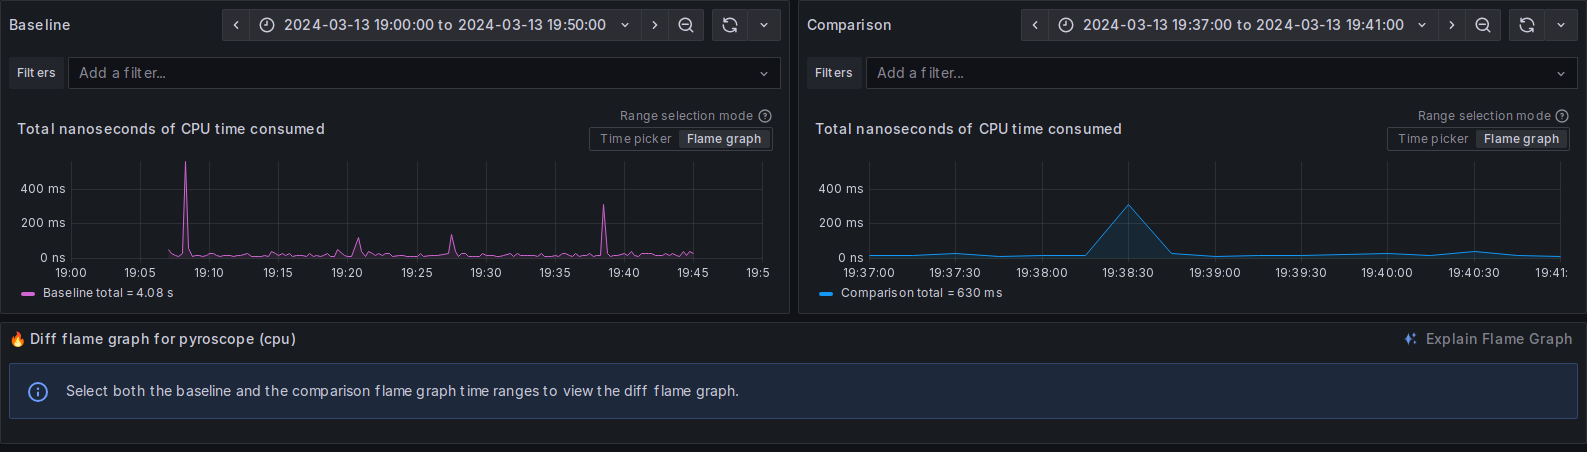 Baseline
2024-03-13 19:00:00 to 2024-03-13 19:50:00
Filters
Add a filter...
Range selection mode
Total nanoseconds of CPU time consumed
Time picker Flame graph
400 ms
200 ms
0 ns
19:00 19:05 19:10 19:15 19:20 19:25 19:30 19:35 19:40 19:45 19:5
Baseline total = 4.08 s
Comparison
2024-03-13 19:37:00 to 2024-03-13 19:41:00
Filters
Add a filter...
Range selection mode
Total nanoseconds of CPU time consumed
Time picker Flame graph
400 ms
200 ms
0 ns
19:37:00 19:37:30 19:38:00 19:38:30 19:39:00 19:39:30 19:40:00 19:40:30 19:41:
Comparison total = 630 ms
Diff flame graph for pyroscope (cpu)
Explain Flame Graph
Select both the baseline and the comparison flame graph time ranges to view the diff flame graph.